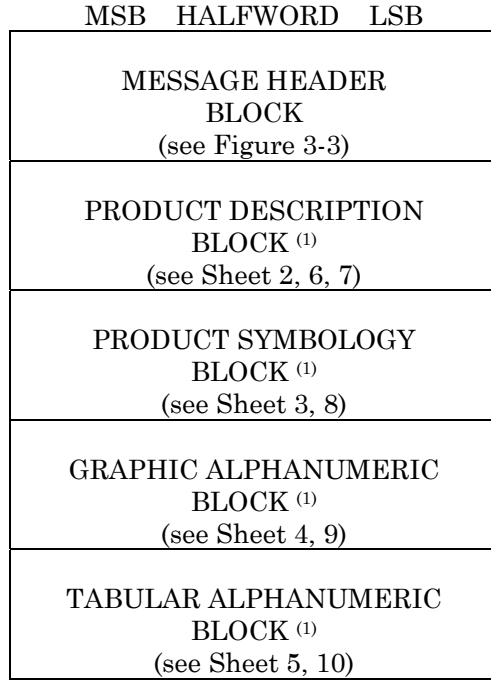 MSB HALFWORD LSB
MESSAGE HEADER
BLOCK
(see Figure 3-3)
PRODUCT DESCRIPTION
BLOCK (1)
(see Sheet 2, 6, 7)
PRODUCT SYMBOLOGY
BLOCK (1)
(see Sheet 3, 8)
GRAPHIC ALPHANUMERIC
BLOCK (1)
(see Sheet 4, 9)
TABULAR ALPHANUMERIC
BLOCK (1)
(see Sheet 5, 10)